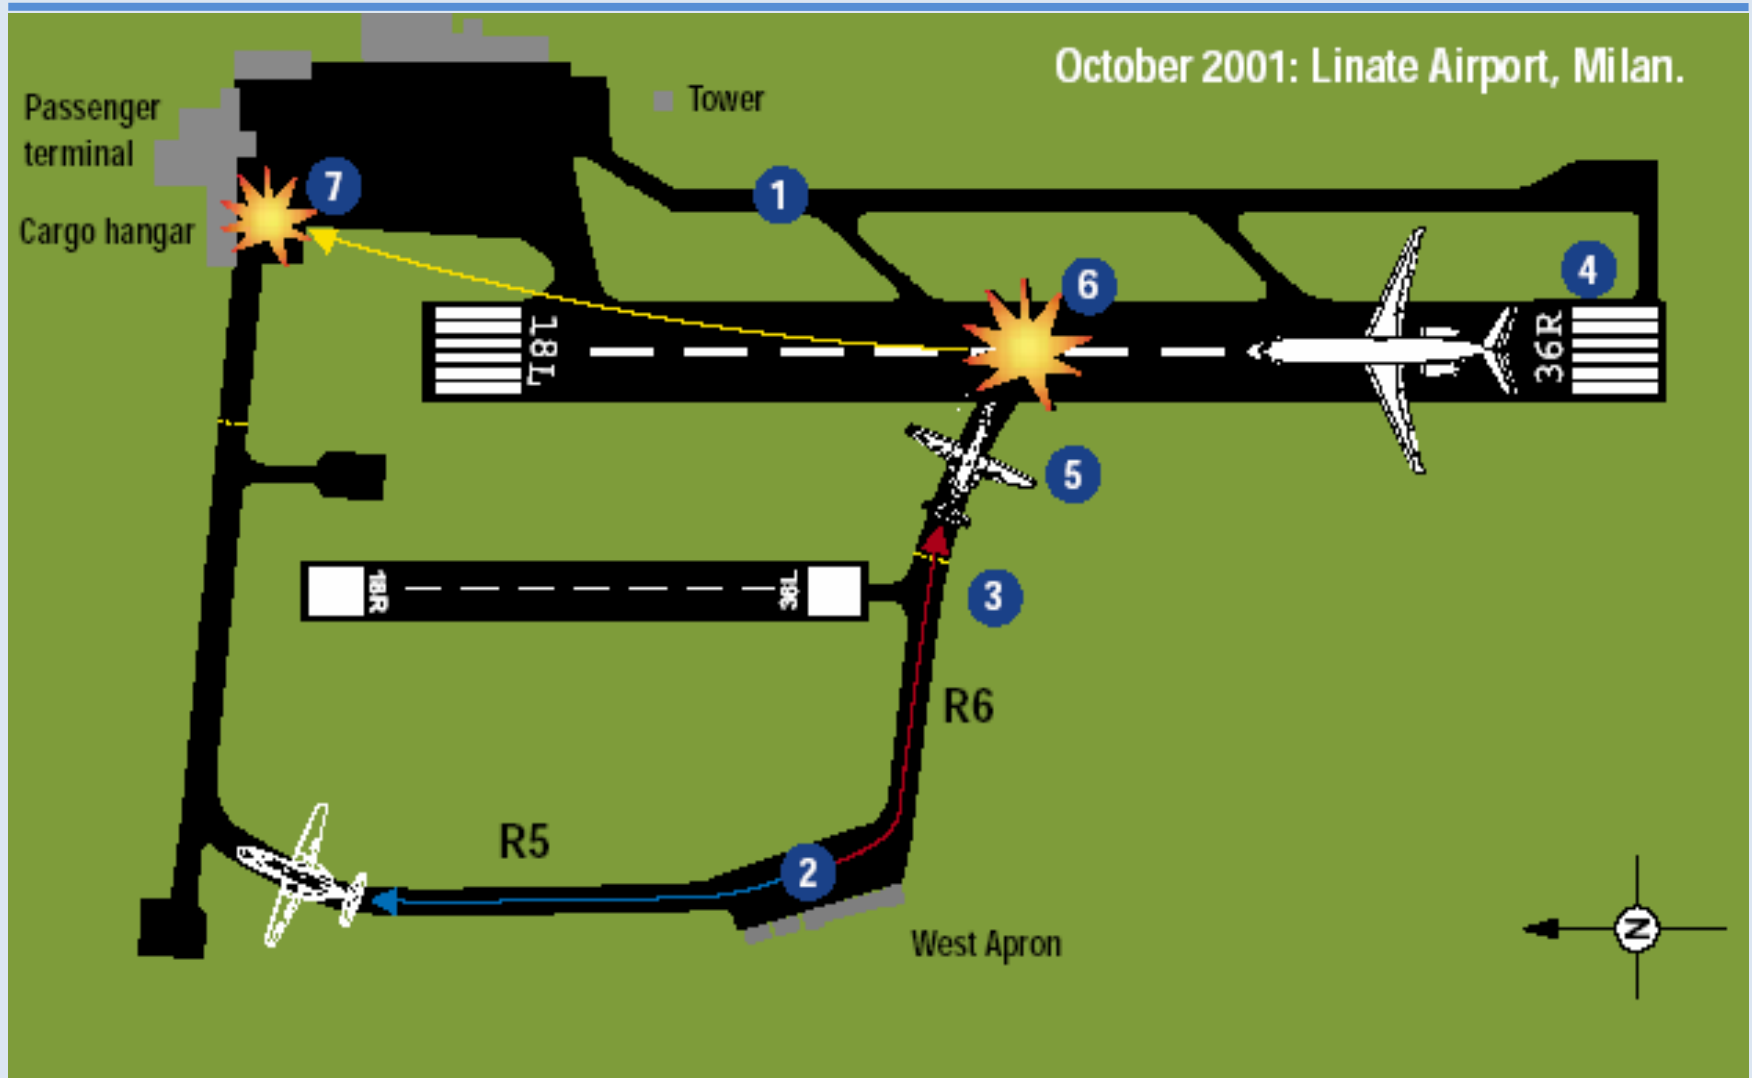 October 2001: Linate Airport, Milan.
Passenger
terminal
Tower
7
1
Cargo hangar
6
4
18L
36R
5
18R
36L
3
R6
R5
2
West Apron
N